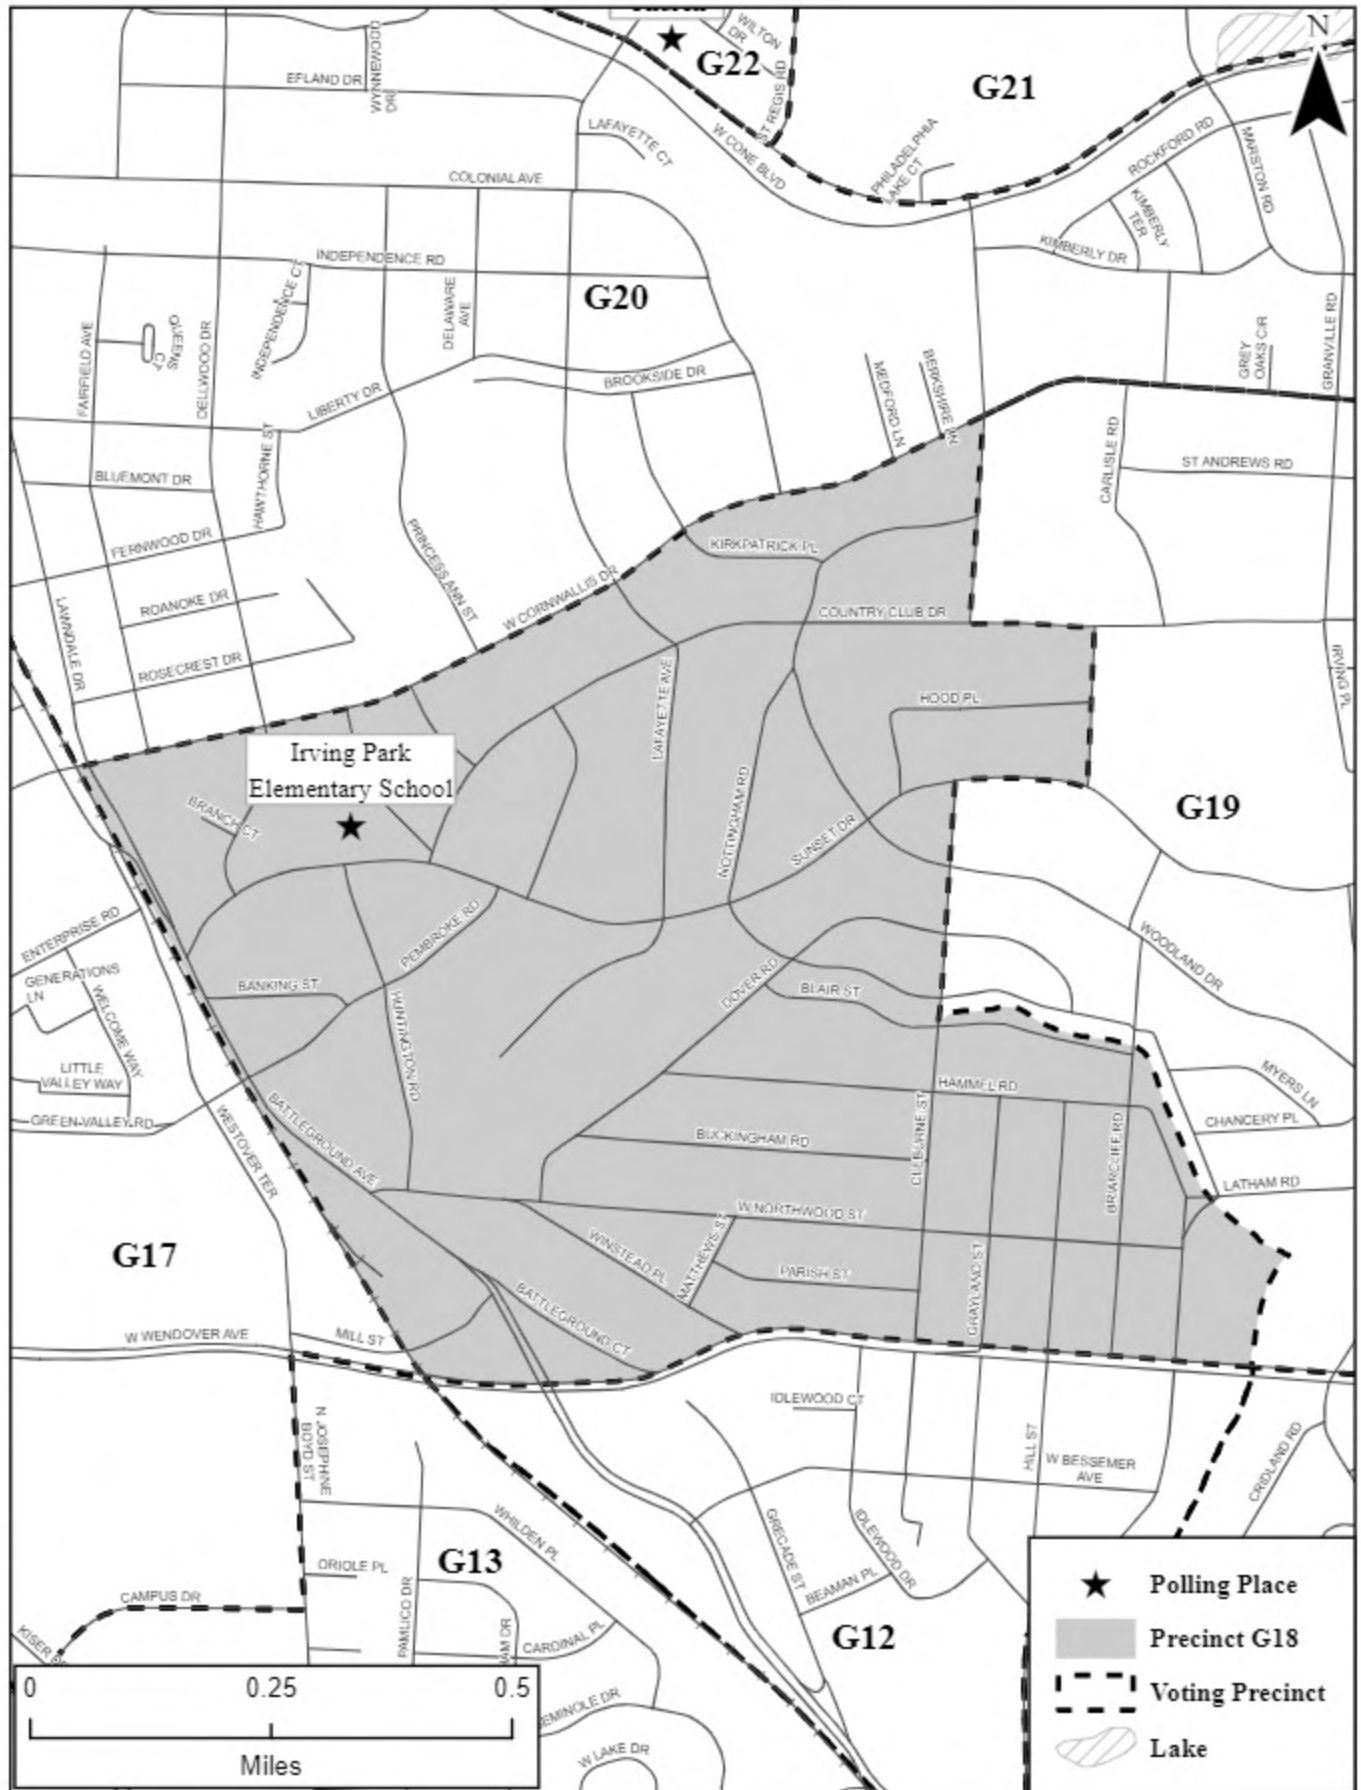 WILTON
DR
G22
G21
N
WYNNEWOOD
DR
EFLAND DR
ST REGIS RD
LAFAYETTE CT
W CONE BLVD
PHILADELPHIA
LAKE CT
ROCKFORD RD
MARSTON RD
COLONIAL AVE
KIMBERLY
TER
KIMBERLY DR
INDEPENDENCE RD
INDEPENDENCE CT
DELAWARE
AVE
G20
FAIRFIELD AVE
QUEENS
CT
DELLWOOD DR
GREY
OAKS CIR
GRANVILLE RD
LIBERTY DR
BROOKSIDE DR
MEDFORD LN
BERKSHIRE LN
HAWTHORNE ST
BLUEMONT DR
CARLISLE RD
ST ANDREWS RD
FERNWOOD DR
PRINCESS ANN ST
KIRKPATRICK PL
LAWNDALE DR
ROANOKE DR
W CORNWALLIS DR
COUNTRY CLUB DR
ROSECREST DR
LAFAYETTE AVE
IRVING PL
HOOD PL
Irving Park
Elementary School
BRANCH CT
NOTTINGHAM RD
SUNSET DR
G19
ENTERPRISE RD
PEMBROKE RD
WOODLAND DR
GENERATIONS
LN
WELCOME WAY
BANKING ST
HUNTINGTON RD
DOVER RD
BLAIR ST
LITTLE
VALLEY WAY
HAMMEL RD
MYERS LN
GREEN VALLEY RD
WESTOVER TER
BATTLEGROUND AVE
BUCKINGHAM RD
CLEBURNE ST
BRIARCLIFF RD
CHANCERY PL
LATHAM RD
W NORTHWOOD ST
G17
WINSTEAD PL
MATTHEWS ST
PARISH ST
GRAYLAND ST
BATTLEGROUND CT
W WENDOVER AVE
MILL ST
N JOSEPHINE
BOYD ST
IDLEWOOD CT
HILL ST
W BESSEMER
AVE
CRIDLAND RD
WHILDEN PL
GRECADE ST
IDLEWOOD DR
ORIOLE PL
G13
BEAMAN PL
CAMPUS DR
PAMLICO DR
CARDINAL PL
G12
KISER
W LAKE DR
0
0.25
0.5
Miles
Polling Place
Precinct G18
Voting Precinct
Lake